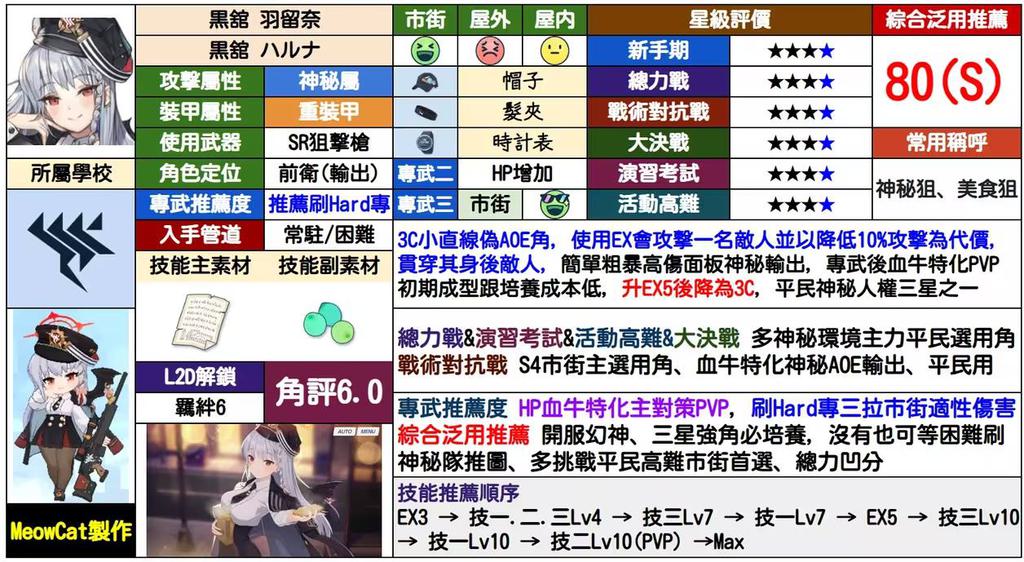 黒舘 羽留奈
黒舘 ハルナ
市街 屋外 屋内
星級評價
綜合泛用推薦
新手期 ★★★★
80(S)
攻擊屬性 神秘屬
帽子
總力戰 ★★★★
裝甲屬性 重裝甲
髮夾
戰術對抗戰 ★★★★
使用武器 SR狙擊槍
時計表
大決戰 ★★★★
常用稱呼
所屬學校
角色定位 前衛(輸出)
專武二 HP增加
演習考試 ★★★★
神秘狙、美食狙
專武推薦度 推薦刷Hard專
專武三 市街
活動高難 ★★★★
入手管道 常駐/困難
技能主素材 技能副素材
3C小直線偽AOE角, 使用EX會攻擊一名敵人並以降低10%攻擊為代價,
貫穿其身後敵人, 簡單粗暴高傷面板神秘輸出, 專武後血牛特化PVP
初期成型跟培養成本低, 升EX5後降為3C, 平民神秘人權三星之一
總力戰&演習考試&活動高難&大決戰 多神秘環境主力平民選用角
戰術對抗戰 S4市街主選用角、血牛特化神秘AOE輸出、平民用
L2D解鎖
羈絆6
角評6.0
專武推薦度 HP血牛特化主對策PVP, 刷Hard專三拉市街適性傷害
綜合泛用推薦 開服幻神、三星強角必培養, 沒有也可等困難刷
神秘隊推圖、多挑戰平民高難市街首選、總力凹分
AUTO MENU
技能推薦順序
EX3 → 技一.二.三Lv4 → 技三Lv7 → 技一Lv7 → EX5 → 技三Lv10
→ 技一Lv10 → 技二Lv10(PVP) →Max
MeowCat製作